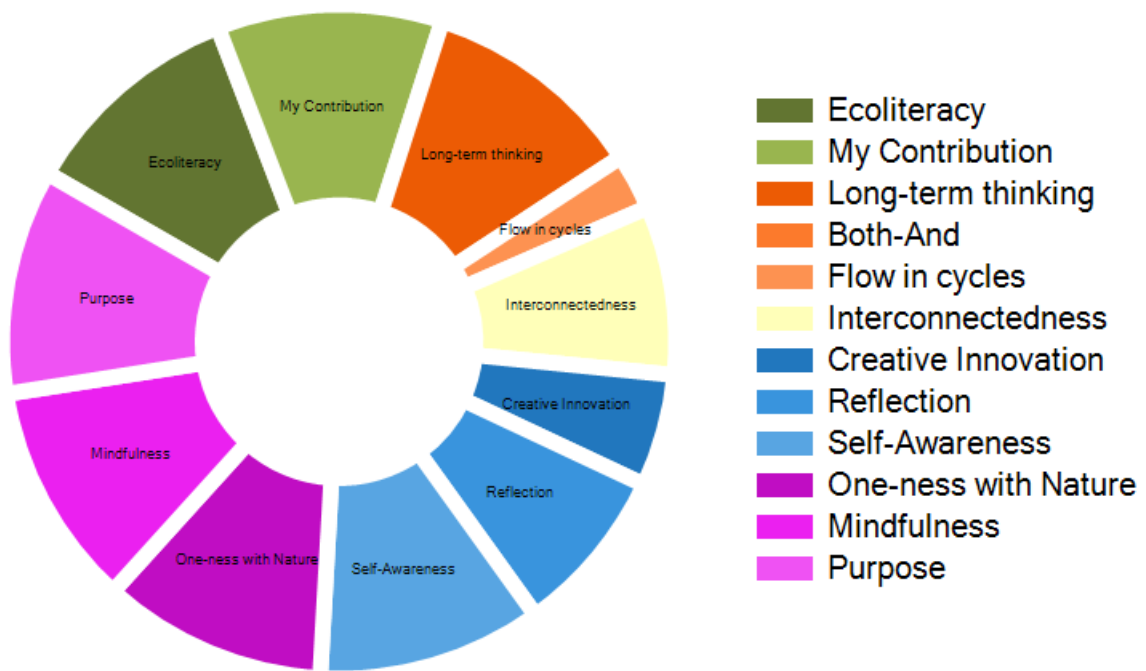 My Contribution
Long-term thinking
Ecoliteracy
Flow in cycles
Purpose
Interconnectedness
Creative Innovation
Mindfulness
Reflection
One-ness with Nature
Self-Awareness
Ecoliteracy
My Contribution
Long-term thinking
Both-And
Flow in cycles
Interconnectedness
Creative Innovation
Reflection
Self-Awareness
One-ness with Nature
Mindfulness
Purpose